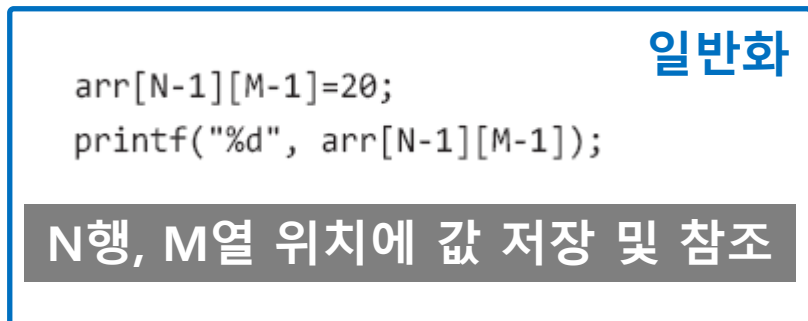 일반화
arr[N-1][M-1]=20;
printf("%d", arr[N-1][M-1]);
N행, M열 위치에 값 저장 및 참조